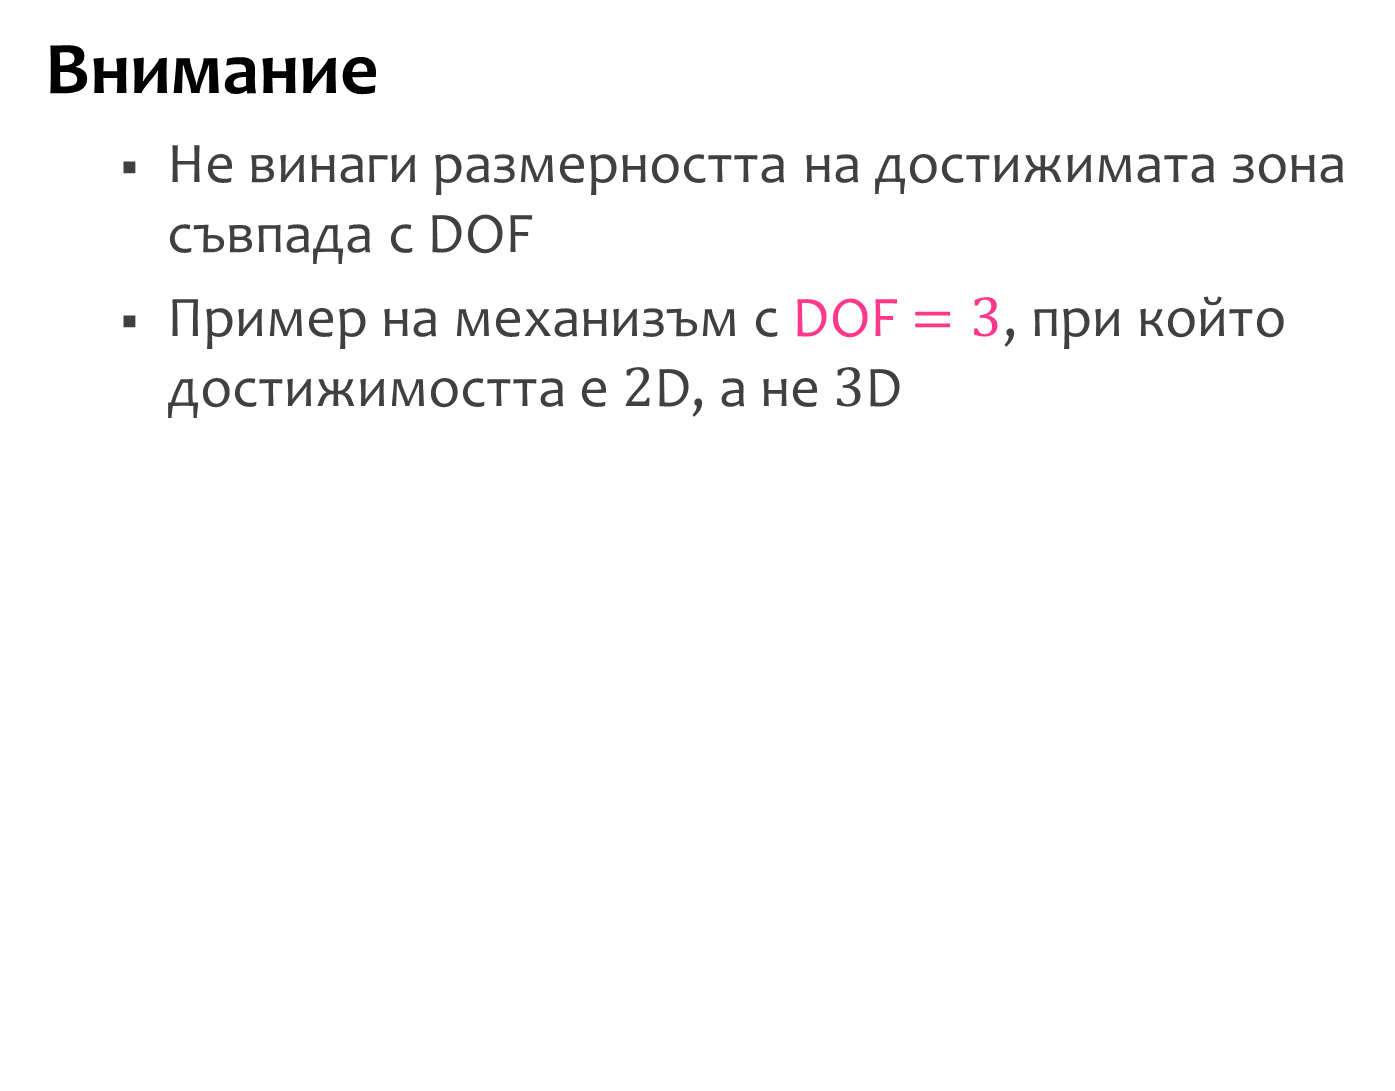 Внимание
▪ Не винаги размерността на достижимата зона
съвпада с DOF
▪ Пример на механизъм с DOF = 3, при който
достижимостта е 2D, а не 3D